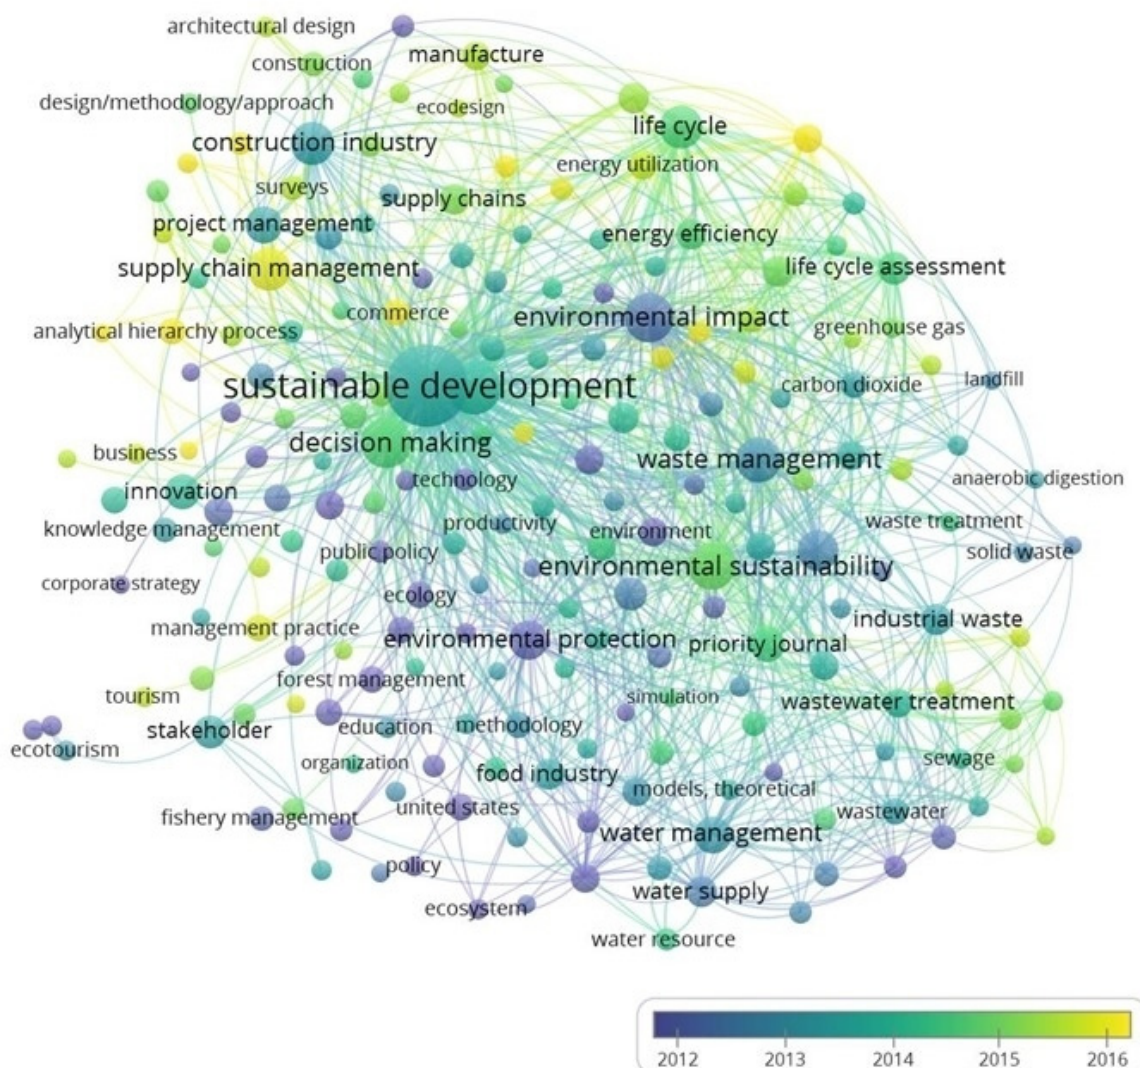 architectural design
manufacture
construction
design/methodology/approach
ecodesign
life cycle
construction industry
energy utilization
surveys
supply chains
project management
energy efficiency
supply chain management
life cycle assessment
commerce
environmental impact
analytical hierarchy process
greenhouse gas
sustainable development
carbon dioxide
landfill
decision making
business
waste management
technology
anaerobic digestion
innovation
knowledge management
productivity
environment
waste treatment
public policy
solid waste
environmental sustainability
corporate strategy
ecology
industrial waste
management practice
environmental protection
priority journal
forest management
tourism
simulation
wastewater treatment
stakeholder
education
methodology
ecotourism
organization
food industry
sewage
models, theoretical
fishery management
united states
wastewater
water management
policy
water supply
ecosystem
water resource
2012 2013 2014 2015 2016